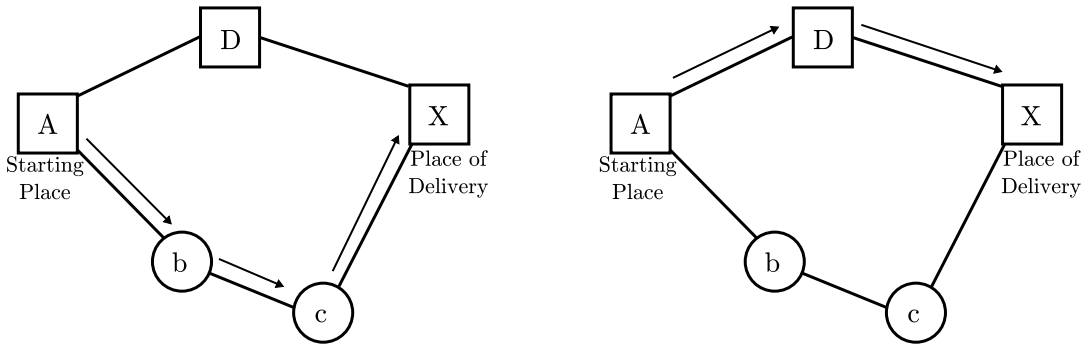 D
A
X
Starting
Place
Place of
Delivery
b
c
D
A
X
Starting
Place
Place of
Delivery
b
c